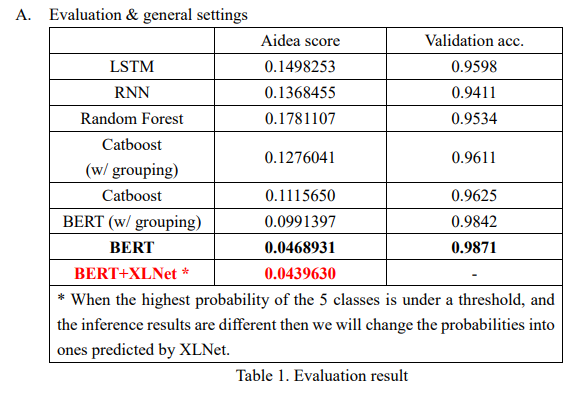 A. Evaluation & general settings
Aidea score Validation acc.
LSTM 0.1498253 0.9598
RNN 0.1368455 0.9411
Random Forest 0.1781107 0.9534
Catboost
(w/ grouping) 0.1276041 0.9611
Catboost 0.1115650 0.9625
BERT (w/ grouping) 0.0991397 0.9842
BERT 0.0468931 0.9871
BERT+XLNet * 0.0439630 -
* When the highest probability of the 5 classes is under a threshold, and
the inference results are different then we will change the probabilities into
ones predicted by XLNet.
Table 1. Evaluation result